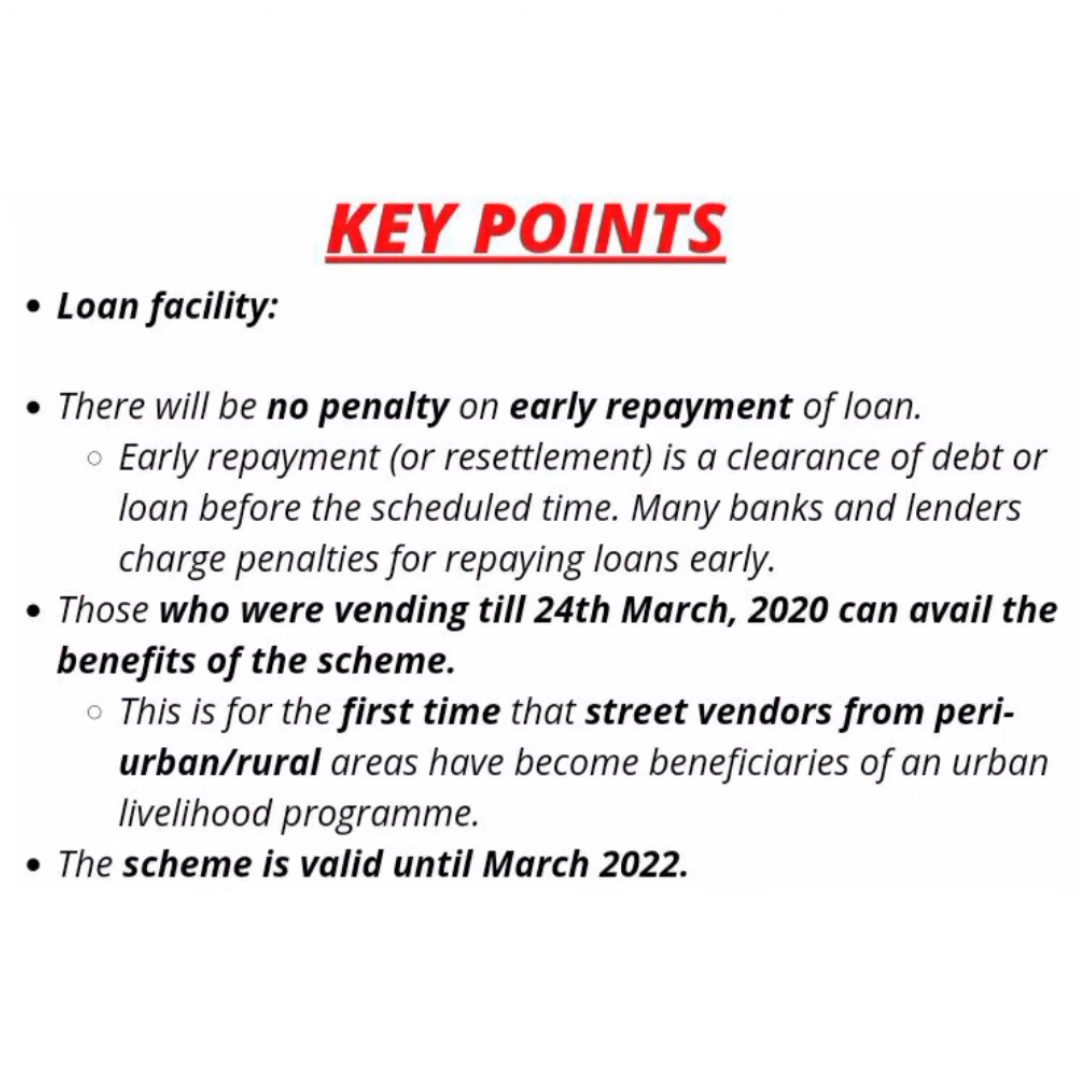 KEY POINTS
• Loan facility:
• There will be no penalty on early repayment of loan.
○ Early repayment (or resettlement) is a clearance of debt or
loan before the scheduled time. Many banks and lenders
charge penalties for repaying loans early.
• Those who were vending till 24th March, 2020 can avail the
benefits of the scheme.
○ This is for the first time that street vendors from peri-
urban/rural areas have become beneficiaries of an urban
livelihood programme.
• The scheme is valid until March 2022.